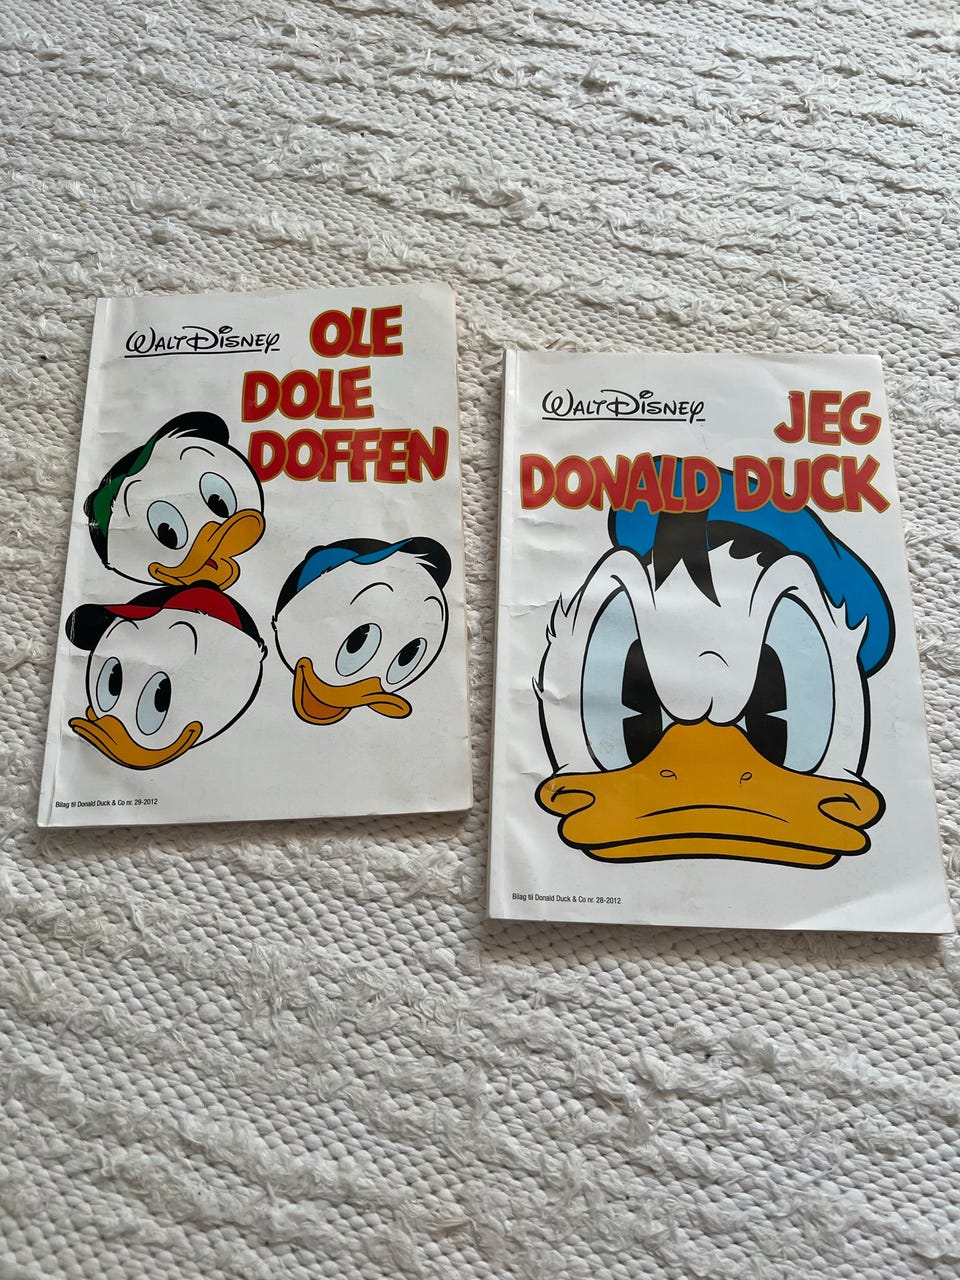 WALT DISNEY
OLE
DOLE
DOFFEN
Bilag til Donald Duck & Co nr. 29-2012
WALT DISNEY
JEG
DONALD DUCK
Bilag til Donald Duck & Co nr. 28-2012